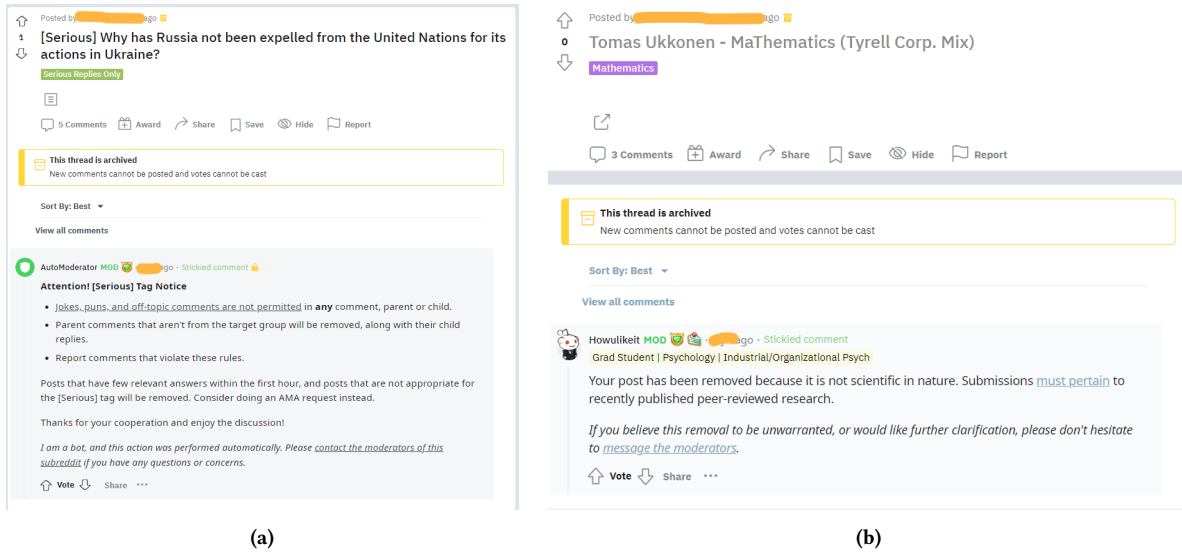 Posted by ago
1
[Serious] Why has Russia not been expelled from the United Nations for its
actions in Ukraine?
Serious Replies Only
5 Comments Award Share Save Hide Report
This thread is archived
New comments cannot be posted and votes cannot be cast
Sort By: Best
View all comments
AutoModerator MOD go · Stickied comment
Attention! [Serious] Tag Notice
• Jokes, puns, and off-topic comments are not permitted in any comment, parent or child.
• Parent comments that aren't from the target group will be removed, along with their child
replies.
• Report comments that violate these rules.
Posts that have few relevant answers within the first hour, and posts that are not appropriate for
the [Serious] tag will be removed. Consider doing an AMA request instead.
Thanks for your cooperation and enjoy the discussion!
I am a bot, and this action was performed automatically. Please contact the moderators of this
subreddit if you have any questions or concerns.
Vote Share ···
(a)
Posted by ago
0
Tomas Ukkonen - MaThematics (Tyrell Corp. Mix)
Mathematics
3 Comments Award Share Save Hide Report
This thread is archived
New comments cannot be posted and votes cannot be cast
Sort By: Best
View all comments
Howulikeit MOD · ago · Stickied comment
Grad Student | Psychology | Industrial/Organizational Psych
Your post has been removed because it is not scientific in nature. Submissions must pertain to
recently published peer-reviewed research.
If you believe this removal to be unwarranted, or would like further clarification, please don't hesitate
to message the moderators.
Vote Share ···
(b)